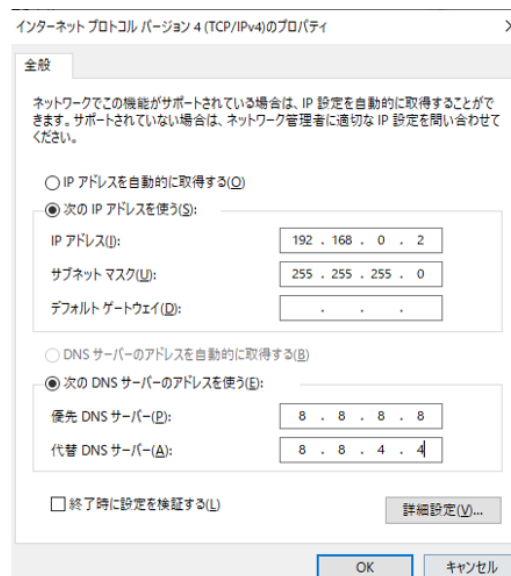 インターネット プロトコル バージョン 4 (TCP/IPv4)のプロパティ
全般
ネットワークでこの機能がサポートされている場合は、IP 設定を自動的に取得することがで
きます。サポートされていない場合は、ネットワーク管理者に適切な IP 設定を問い合わせて
ください。
IP アドレスを自動的に取得する(O)
次の IP アドレスを使う(S):
IP アドレス(I): 192 . 168 . 0 . 2
サブネット マスク(U): 255 . 255 . 255 . 0
デフォルト ゲートウェイ(D): . . .
DNS サーバーのアドレスを自動的に取得する(B)
次の DNS サーバーのアドレスを使う(E):
優先 DNS サーバー(P): 8 . 8 . 8 . 8
代替 DNS サーバー(A): 8 . 8 . 4 . 4
終了時に設定を検証する(L)
詳細設定(V)...
OK キャンセル